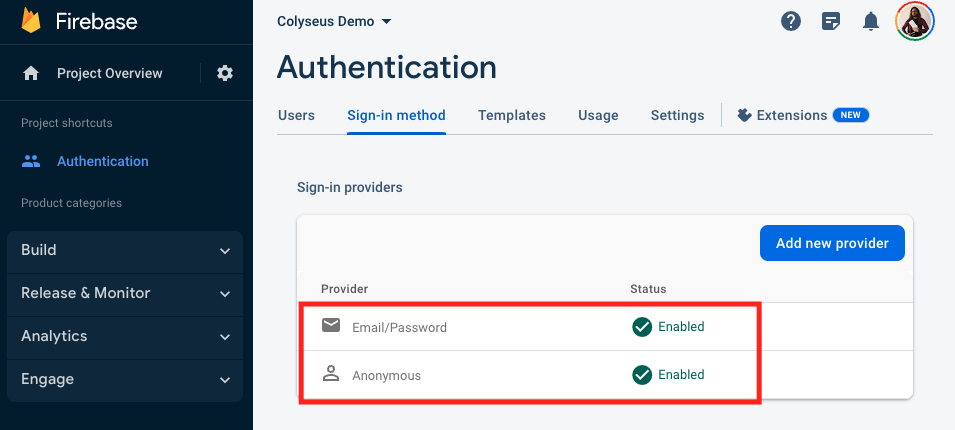 Firebase
Project Overview
Project shortcuts
Authentication
Product categories
Build
Release & Monitor
Analytics
Engage
Colyseus Demo
Authentication
Users Sign-in method Templates Usage Settings Extensions NEW
Sign-in providers
Add new provider
Provider Status
Email/Password Enabled
Anonymous Enabled